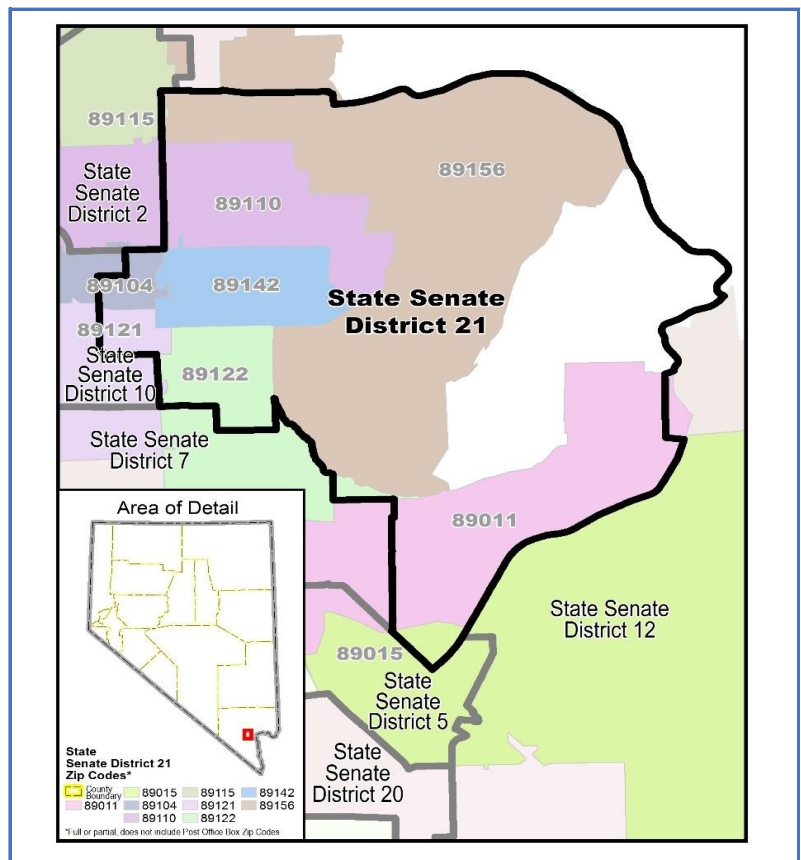 89115
State
Senate
District 2
89156
89110
89104
89142
State Senate
District 21
89121
State
Senate
District 10
89122
State Senate
District 7
Area of Detail
89011
State Senate
District 12
89015
State
Senate
District 5
State
Senate
District 20
State
Senate District 21
Zip Codes*
County
Boundary
89015
89115
89142
89011
89104
89121
89156
89110
89122
*Full or partial, does not include Post Office Box Zip Codes